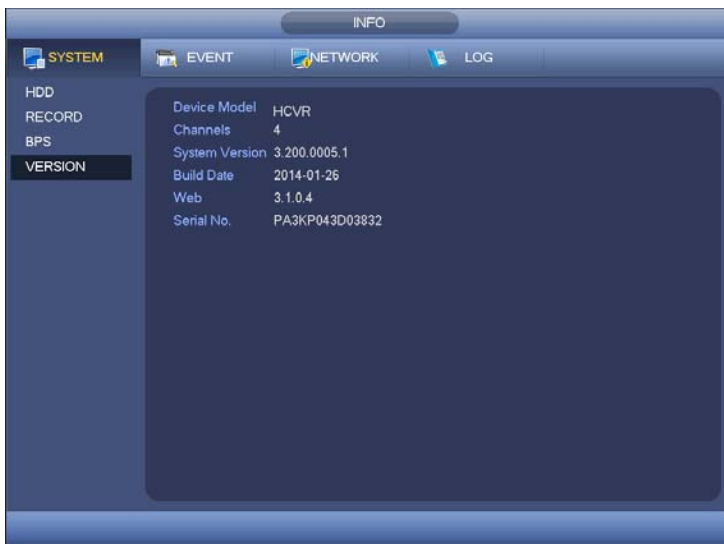 INFO
SYSTEM EVENT NETWORK LOG
HDD
RECORD
BPS
VERSION
Device Model HCVR
Channels 4
System Version 3.200.0005.1
Build Date 2014-01-26
Web 3.1.0.4
Serial No. PA3KP043D03832